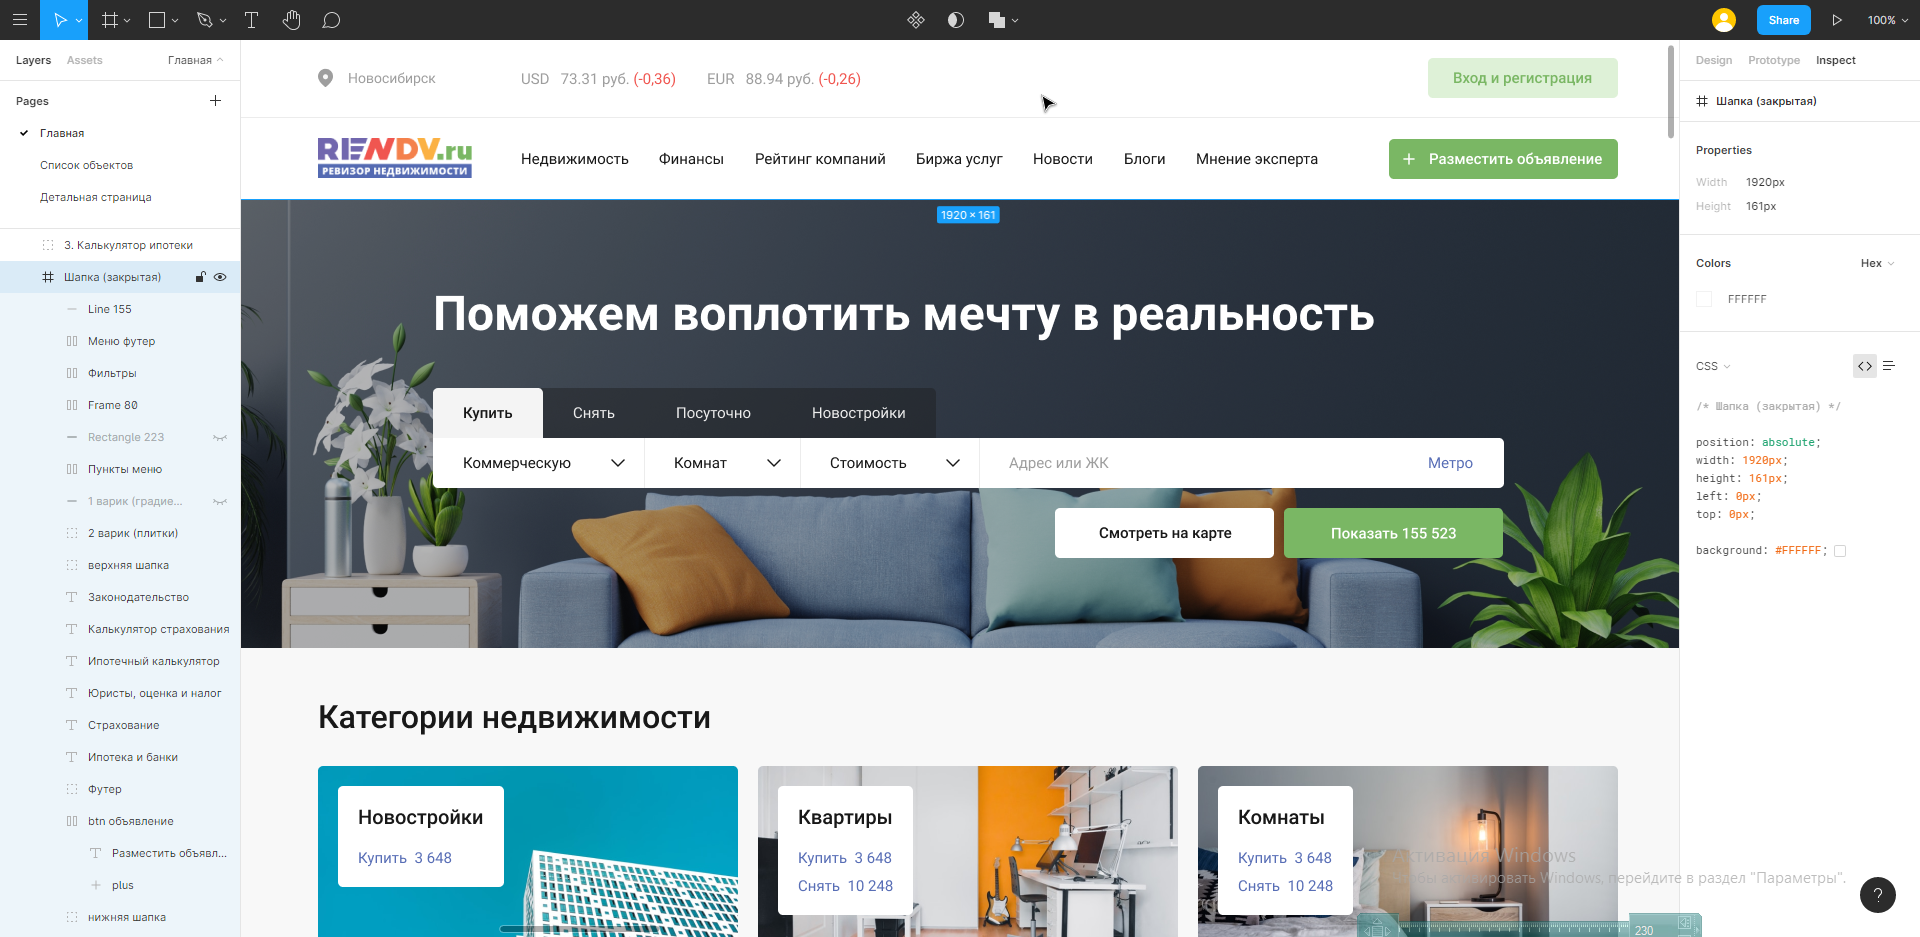 Share
100%
Layers Assets Главная
Pages
Главная
Список объектов
Детальная страница
3. Калькулятор ипотеки
Шапка (закрытая)
Line 155
Меню футер
Фильтры
Frame 80
Rectangle 223
Пункты меню
1 варик (градие...
2 варик (плитки)
верхняя шапка
Законодательство
Калькулятор страхования
Ипотечный калькулятор
Юристы, оценка и налог
Страхование
Ипотека и банки
Футер
btn объявление
Разместить объявл...
plus
нижняя шапка
Новосибирск USD 73.31 руб. (-0,36) EUR 88.94 руб. (-0,26) Вход и регистрация
RENDV.ru
РЕВИЗОР НЕДВИЖИМОСТИ
Недвижимость Финансы Рейтинг компаний Биржа услуг Новости Блоги Мнение эксперта + Разместить объявление
1920 × 161
Поможем воплотить мечту в реальность
Купить Снять Посуточно Новостройки
Коммерческую Комнат Стоимость Адрес или ЖК Метро
Смотреть на карте Показать 155 523
Категории недвижимости
Новостройки
Купить 3 648
Квартиры
Купить 3 648
Снять 10 248
Комнаты
Купить 3 648
Снять 10 248
Design Prototype Inspect
Шапка (закрытая)
Properties
Width 1920px
Height 161px
Colors Hex
FFFFFF
CSS
/* Шапка (закрытая) */
position: absolute;
width: 1920px;
height: 161px;
left: 0px;
top: 0px;
background: #FFFFFF;
Активация Windows
Чтобы активировать Windows, перейдите в раздел "Параметры".
?
230